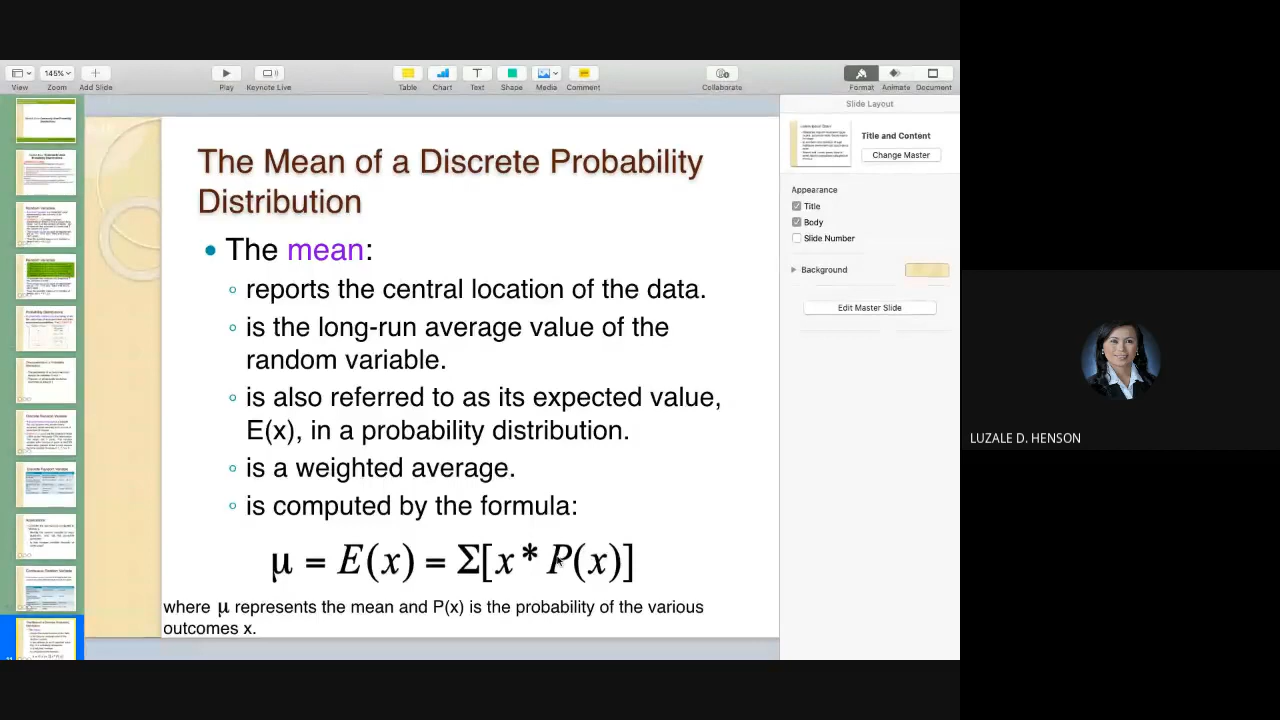 View
145%
Zoom
Add Slide
Play
Keynote Live
Table
Chart
Text
Shape
Media
Comment
Collaborate
Format
Animate
Document
The Mean of a Discrete Probability
Distribution
• The mean:
reports the central location of the data.
is the long-run average value of the
random variable.
is also referred to as its expected value,
E(x), in a probability distribution.
is a weighted average.
is computed by the formula:
μ = E(x) = Σ[x * P(x)]
where μ represents the mean and P(x) is the probability of the various
outcomes x.
Slide Layout
Title and Content
Change Master
Appearance
Title
Body
Slide Number
Background
Edit Master Slide
LUZALE D. HENSON